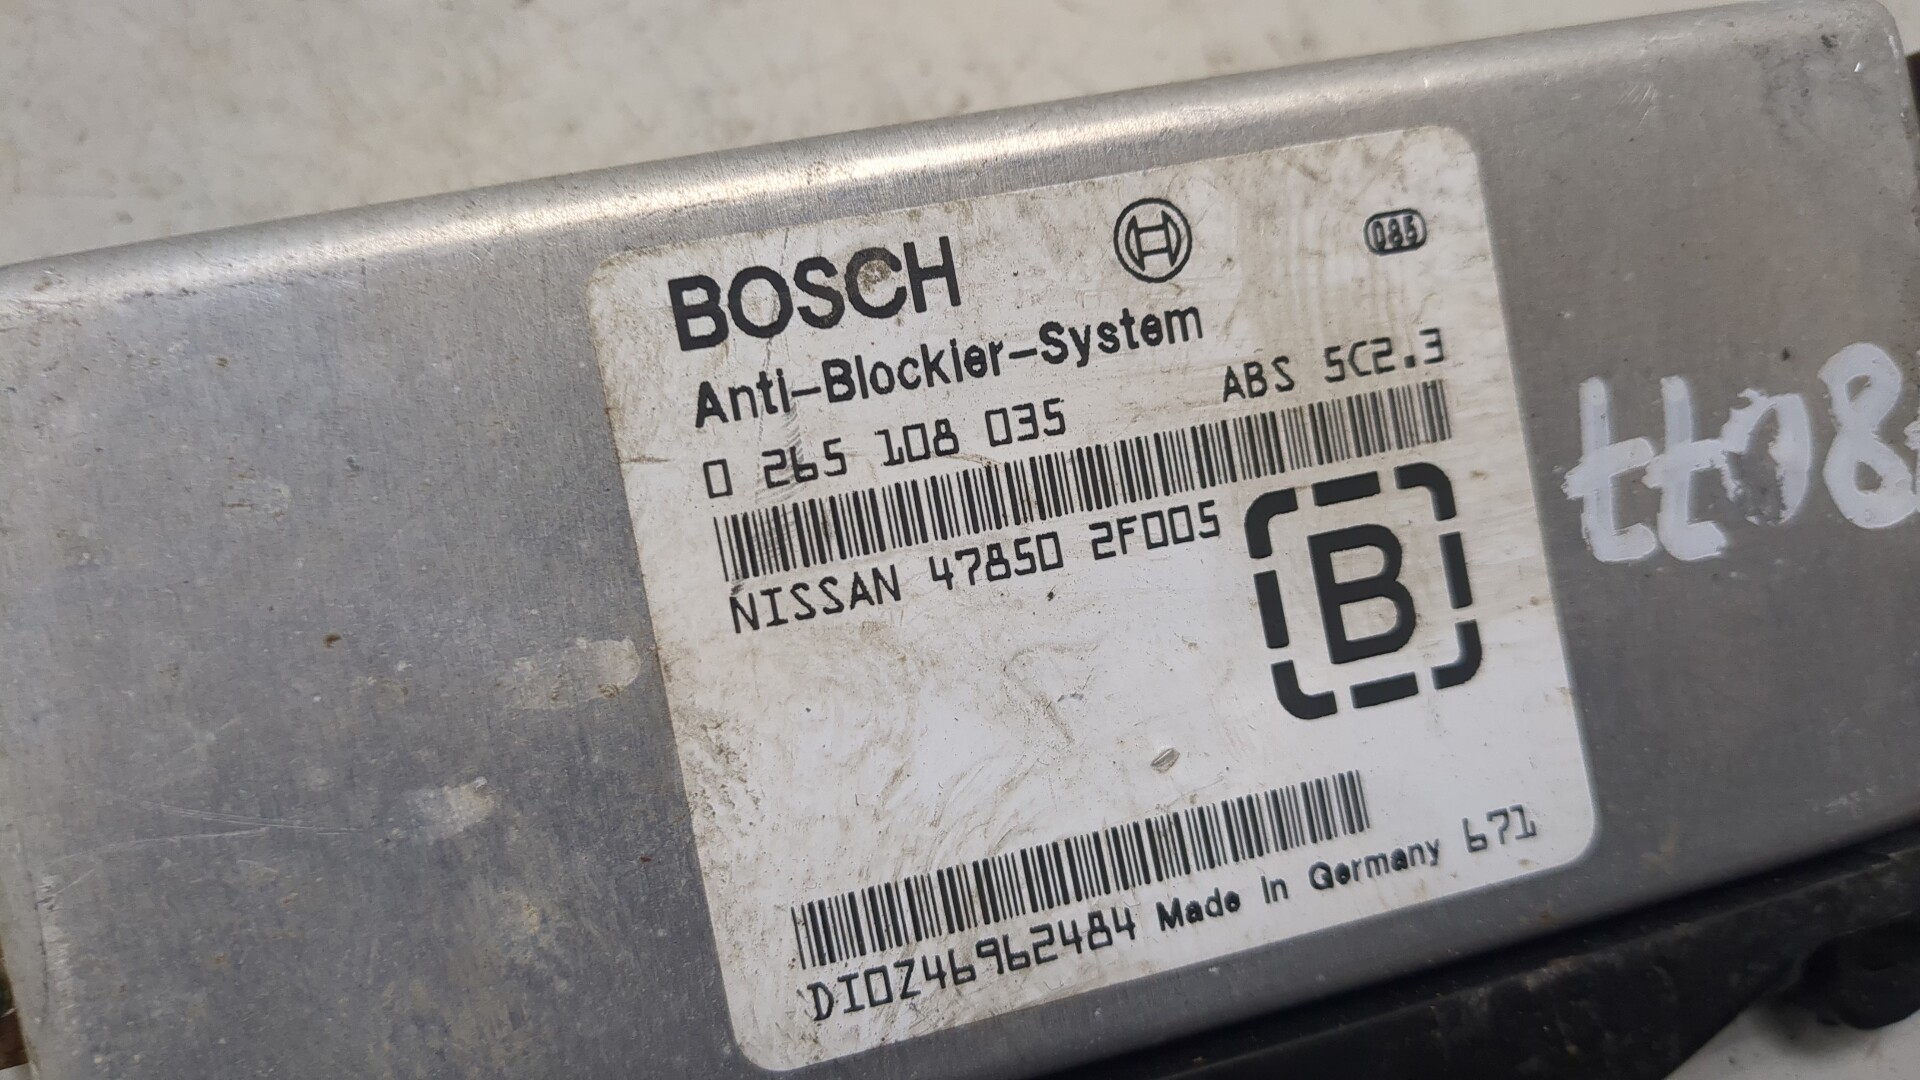 BOSCH
085
Anti-Blockier-System
0 265 108 035
ABS 5C2.3
NISSAN 47850 2F005
B
DIOZ46962484 Made in Germany 671